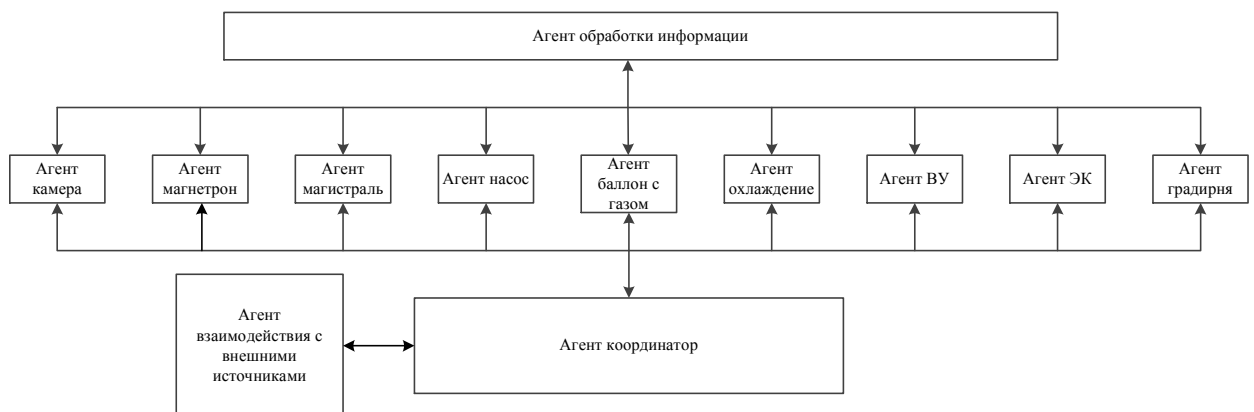 Агент обработки информации
Агент
камера
Агент
магнетрон
Агент
магистраль
Агент насос
Агент
баллон с
газом
Агент
охлаждение
Агент ВУ
Агент ЭК
Агент
градирня
Агент
взаимодействия с
внешними
источниками
Агент координатор